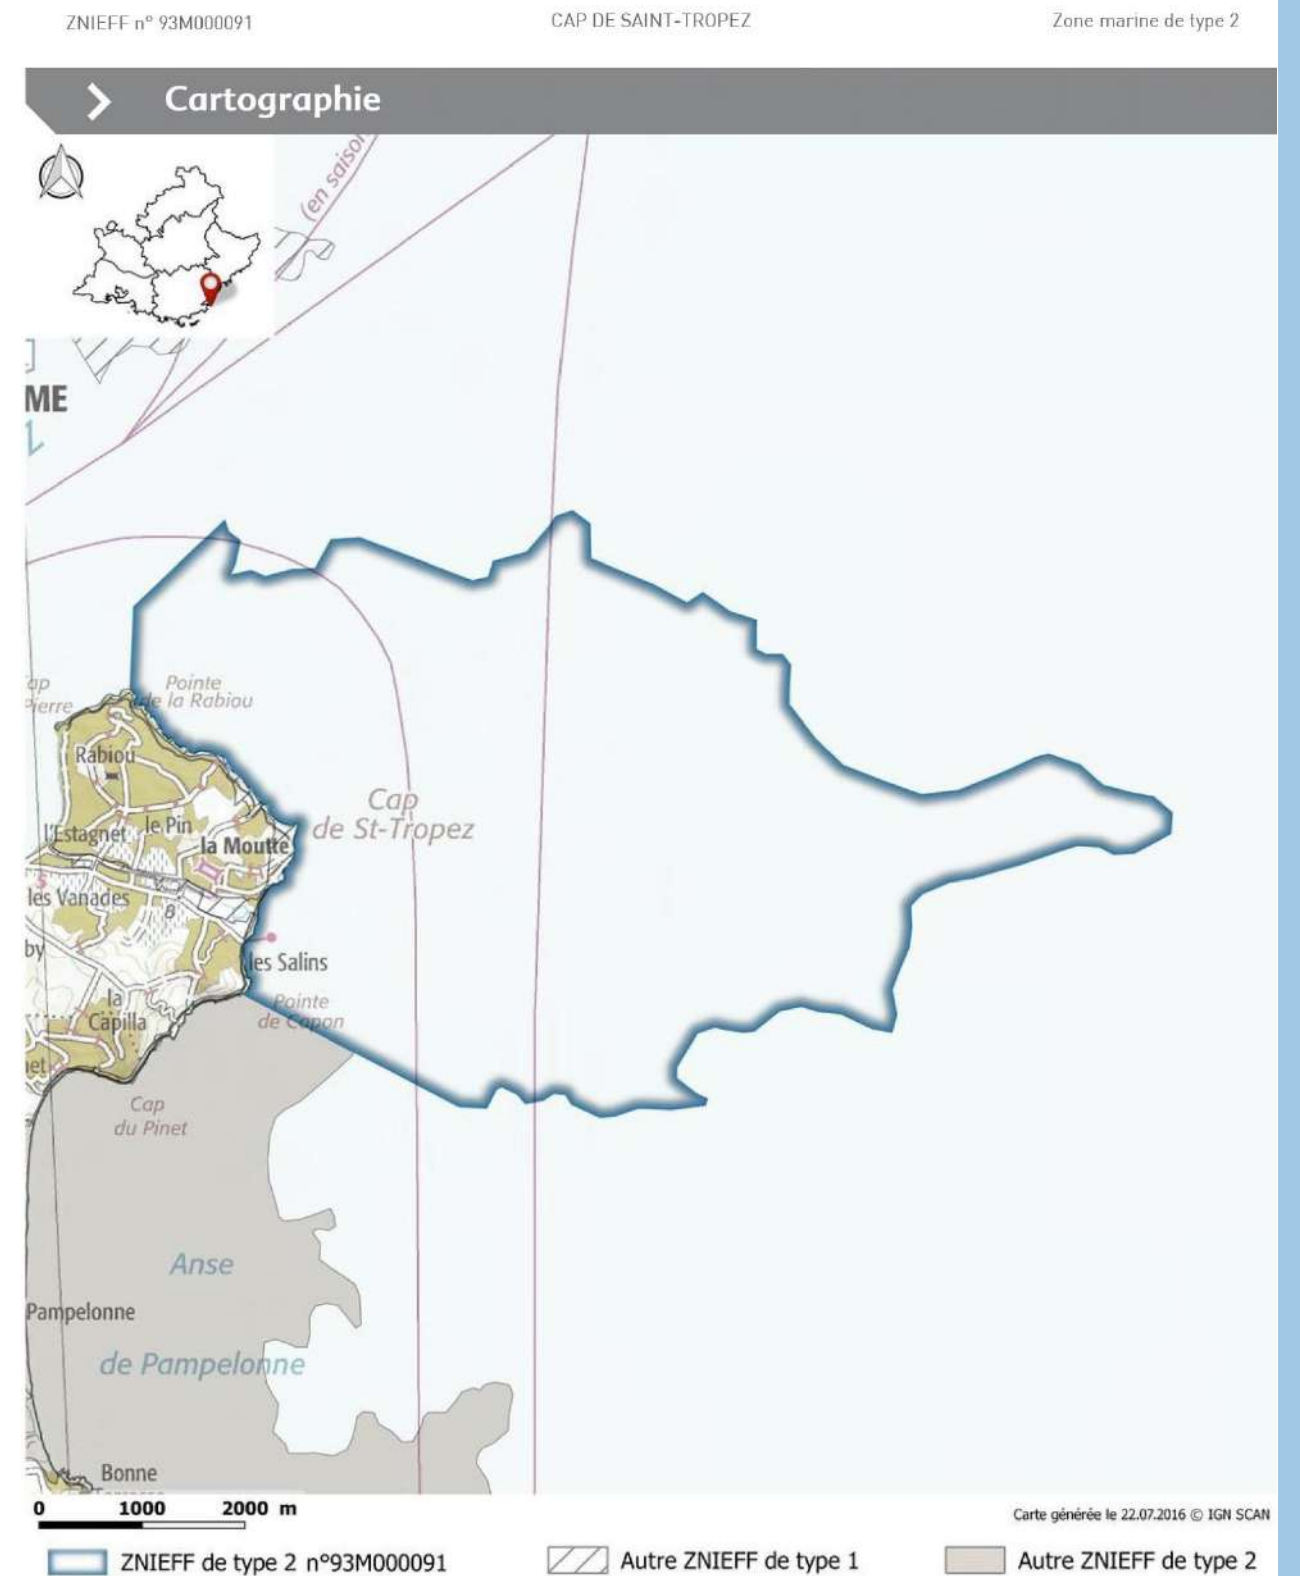 ZNIEFF n° 93M000091 CAP DE SAINT-TROPEZ Zone marine de type 2
Cartographie
(en saison
ME
Pointe
de la Rabiou
Rabiou
Cap
de St-Tropez
l'Estagnet
le Pin
la Moutte
les Vanades
by
les Salins
la
Capilla
Pointe
de Capon
Cap
du Pinet
Anse
Pampelonne
de Pampelonne
Bonne
0 1000 2000 m
Carte générée le 22.07.2016 © IGN SCAN
ZNIEFF de type 2 n°93M000091 Autre ZNIEFF de type 1 Autre ZNIEFF de type 2